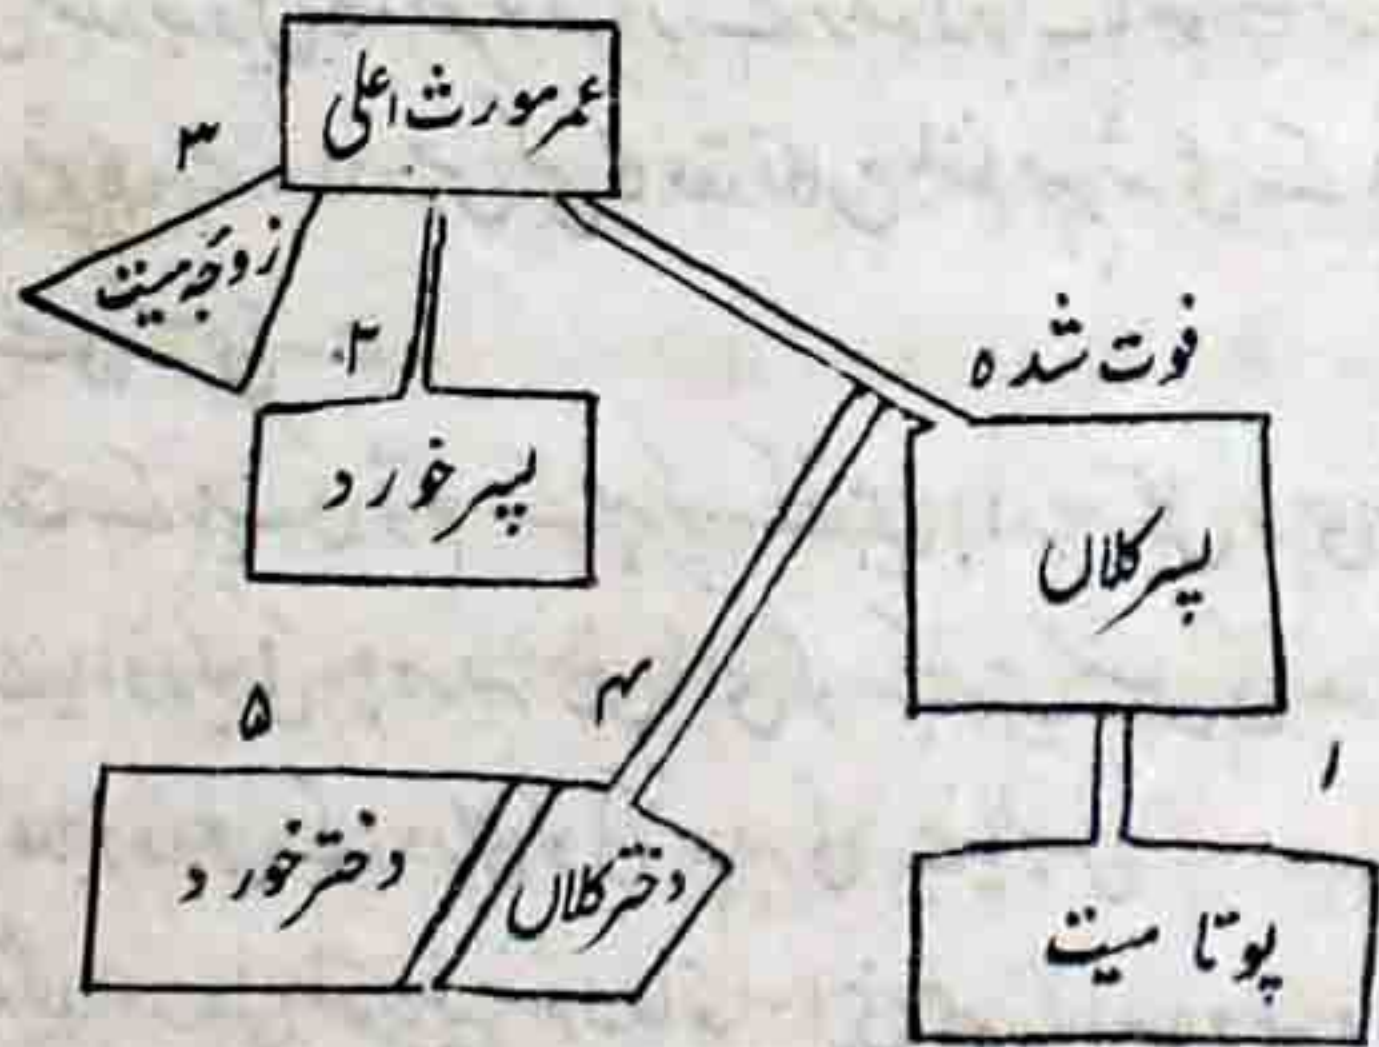 عمر مورث اعلی
۳
زوجۂ میت
۳
پسر خورد
فوت شدہ
پسر کلاں
۵
۴
دختر خورد
دختر کلاں
۱
پوتا میت